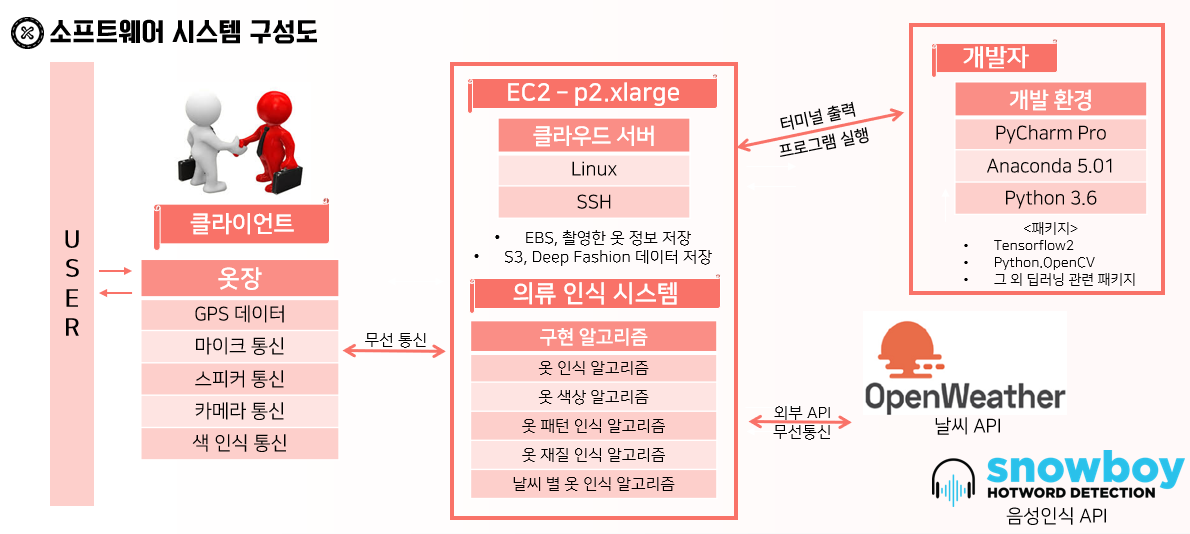 소프트웨어 시스템 구성도
USER
클라이언트
옷장
GPS 데이터
마이크 통신
스피커 통신
카메라 통신
색 인식 통신
무선 통신
EC2 – p2.xlarge
클라우드 서버
Linux
SSH
• EBS, 촬영한 옷 정보 저장
• S3, Deep Fashion 데이터 저장
의류 인식 시스템
구현 알고리즘
옷 인식 알고리즘
옷 색상 알고리즘
옷 패턴 인식 알고리즘
옷 재질 인식 알고리즘
날씨 별 옷 인식 알고리즘
터미널 출력
프로그램 실행
개발자
개발 환경
PyCharm Pro
Anaconda 5.01
Python 3.6
<패키지>
• Tensorflow2
• Python,OpenCV
• 그 외 딥러닝 관련 패키지
외부 API
무선통신
OpenWeather
날씨 API
snowboy
HOTWORD DETECTION
음성인식 API